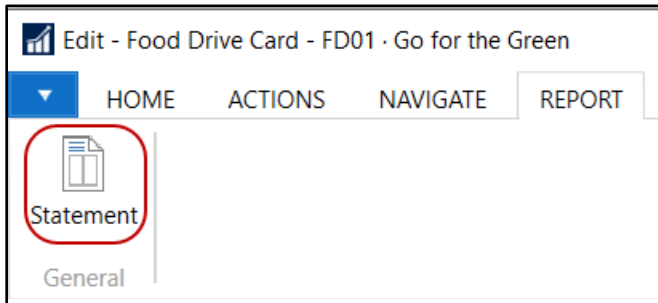 Edit - Food Drive Card - FD01 · Go for the Green
HOME ACTIONS NAVIGATE REPORT
Statement
General